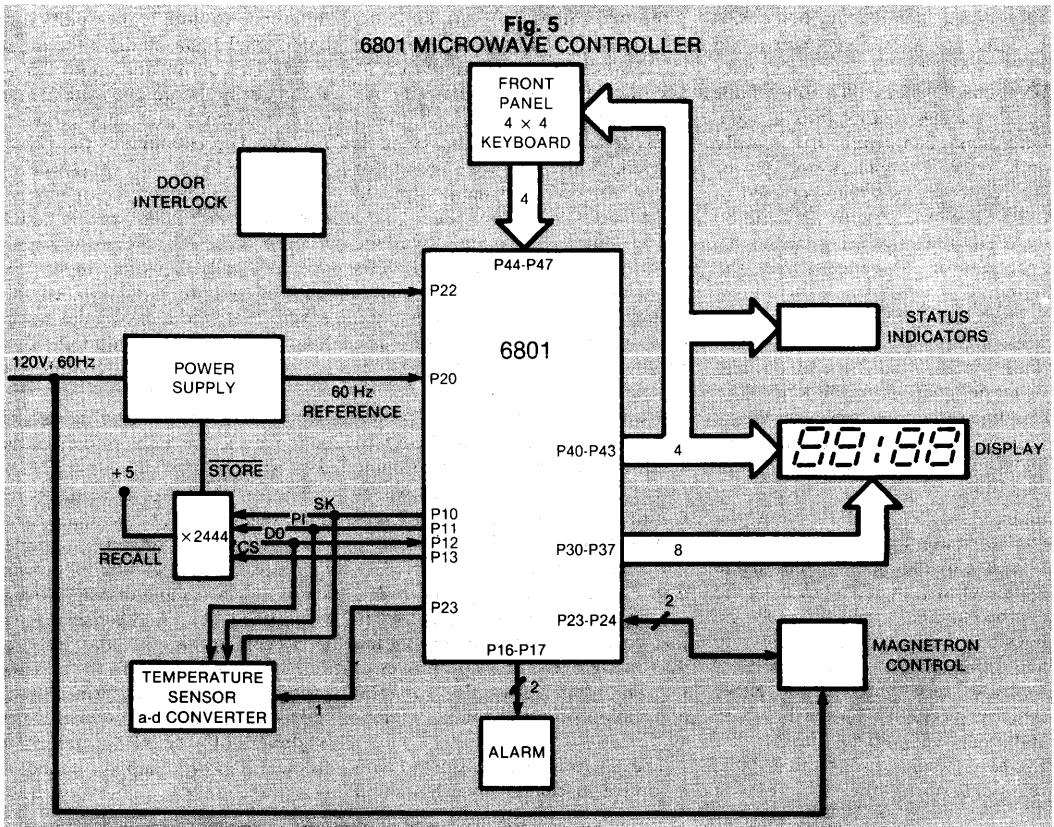 Fig. 5
6801 MICROWAVE CONTROLLER
FRONT
PANEL
4 × 4
KEYBOARD
DOOR
INTERLOCK
4
P44-P47
P22
STATUS
INDICATORS
6801
120V, 60Hz
POWER
SUPPLY
P20
60 Hz
REFERENCE
P40-P43
4
88:88
DISPLAY
STORE
+5
SK
P10
PI
P11
D0
P12
CS
P13
×2444
RECALL
P30-P37
8
P23
P23-P24
2
MAGNETRON
CONTROL
P16-P17
2
TEMPERATURE
SENSOR
a-d CONVERTER
1
ALARM